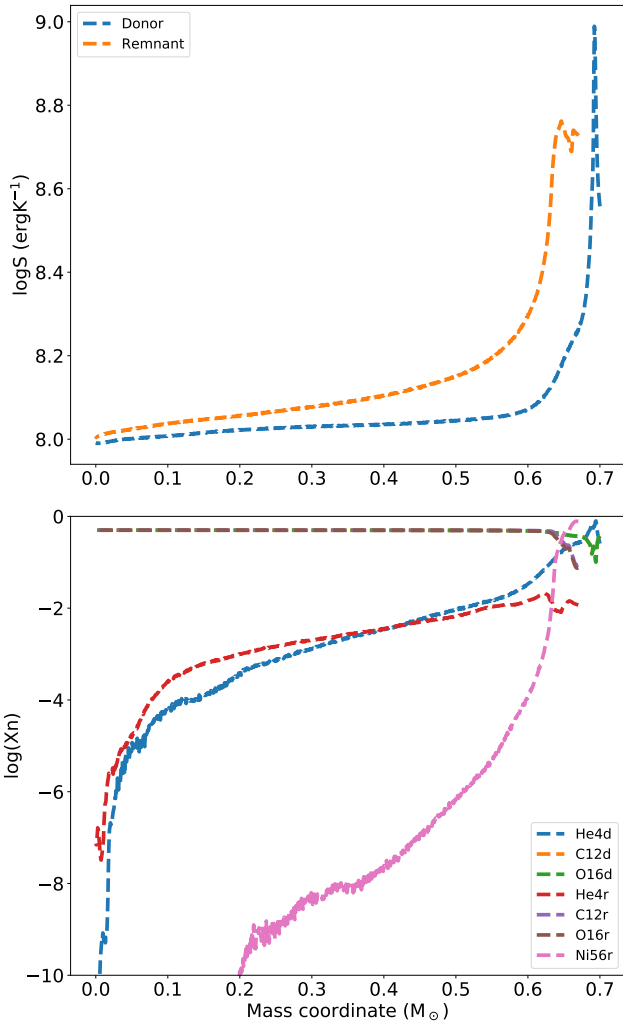 9.0
8.8
8.6
8.4
8.2
8.0
logS (ergK⁻¹)
Donor
Remnant
0.0 0.1 0.2 0.3 0.4 0.5 0.6 0.7
0
−2
−4
−6
−8
−10
log(Xn)
He4d
C12d
O16d
He4r
C12r
O16r
Ni56r
0.0 0.1 0.2 0.3 0.4 0.5 0.6 0.7
Mass coordinate (M☉)